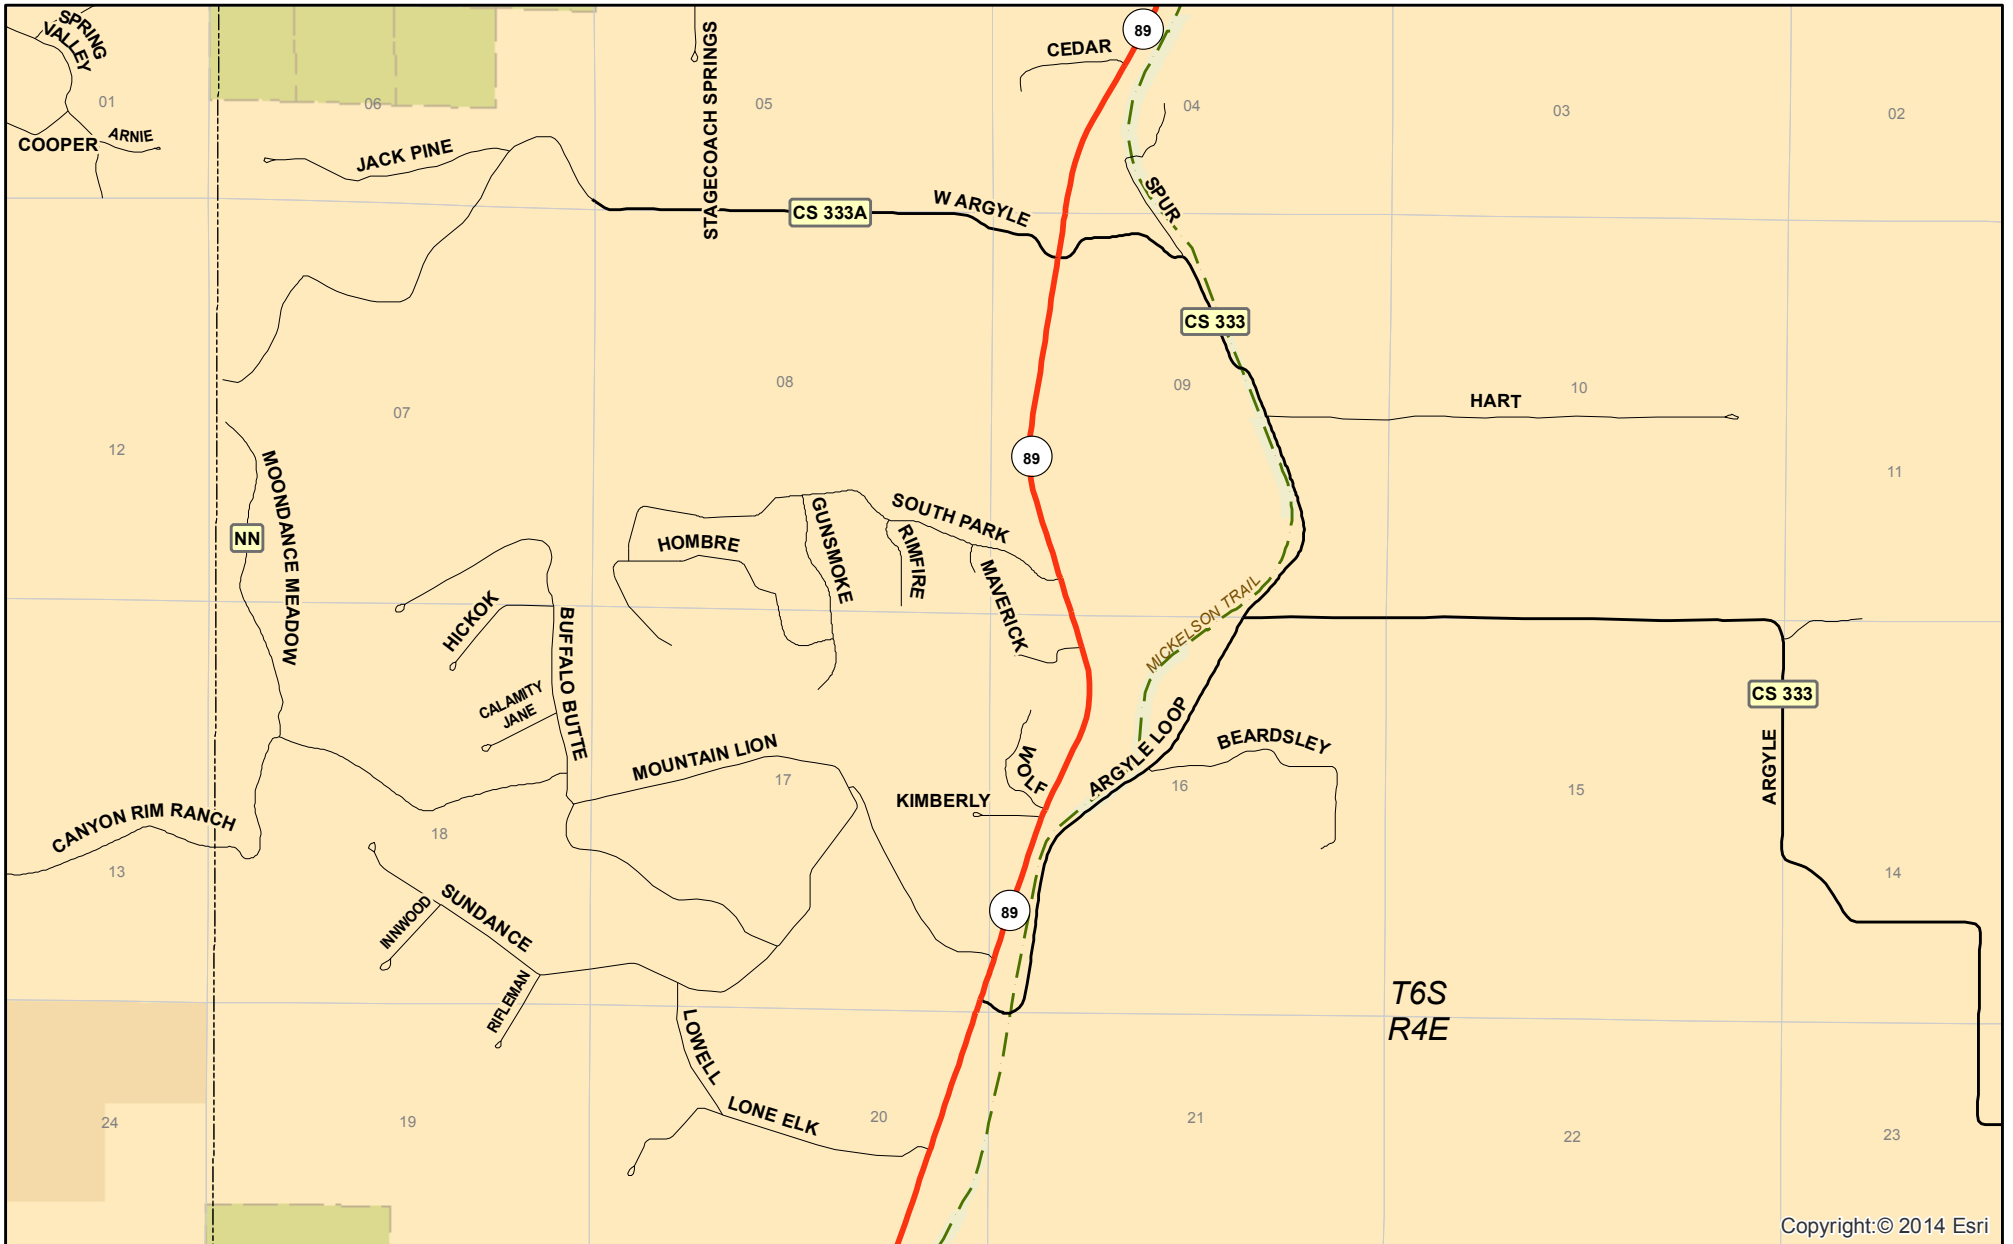 SPRING
VALLEY
01
COOPER
ARNIE
06
JACK PINE
STAGECOACH SPRINGS
05
CEDAR
89
04
03
02
SPUR
CS 333A
W ARGYLE
CS 333
12
07
08
09
10
HART
11
89
NN
MOONDANCE MEADOW
SOUTH PARK
GUNSMOKE
HOMBRE
RIMFIRE
MAVERICK
HICKOK
BUFFALO BUTTE
MICKELSON TRAIL
CALAMITY
JANE
CS 333
ARGYLE
ARGYLE LOOP
BEARDSLEY
MOUNTAIN LION
17
WOLF
KIMBERLY
16
15
CANYON RIM RANCH
18
13
14
SUNDANCE
INNWOOD
RIFLEMAN
89
T6S
R4E
LOWELL
LONE ELK
24
19
20
21
22
23
Copyright:© 2014 Esri